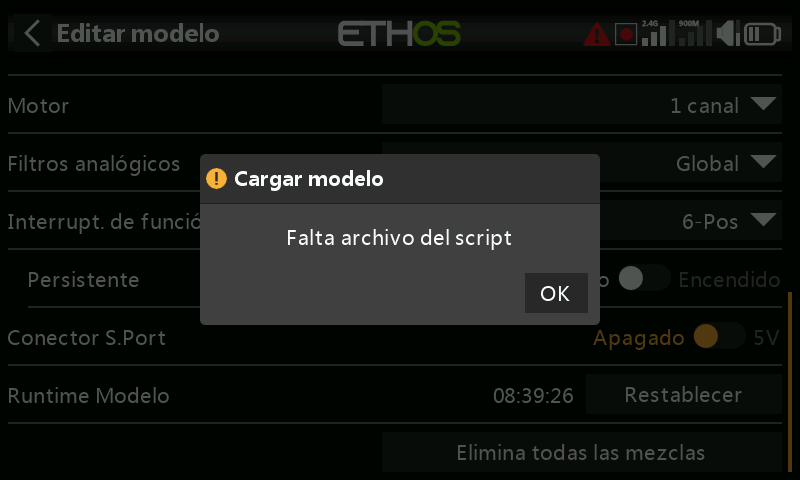 Editar modelo
ETHOS
2.4G
900M
Motor
1 canal
Filtros analógicos
Global
Cargar modelo
Interrupt. de funció
6-Pos
Falta archivo del script
Persistente
o
Encendido
OK
Conector S.Port
Apagado
5V
Runtime Modelo
08:39:26
Restablecer
Elimina todas las mezclas